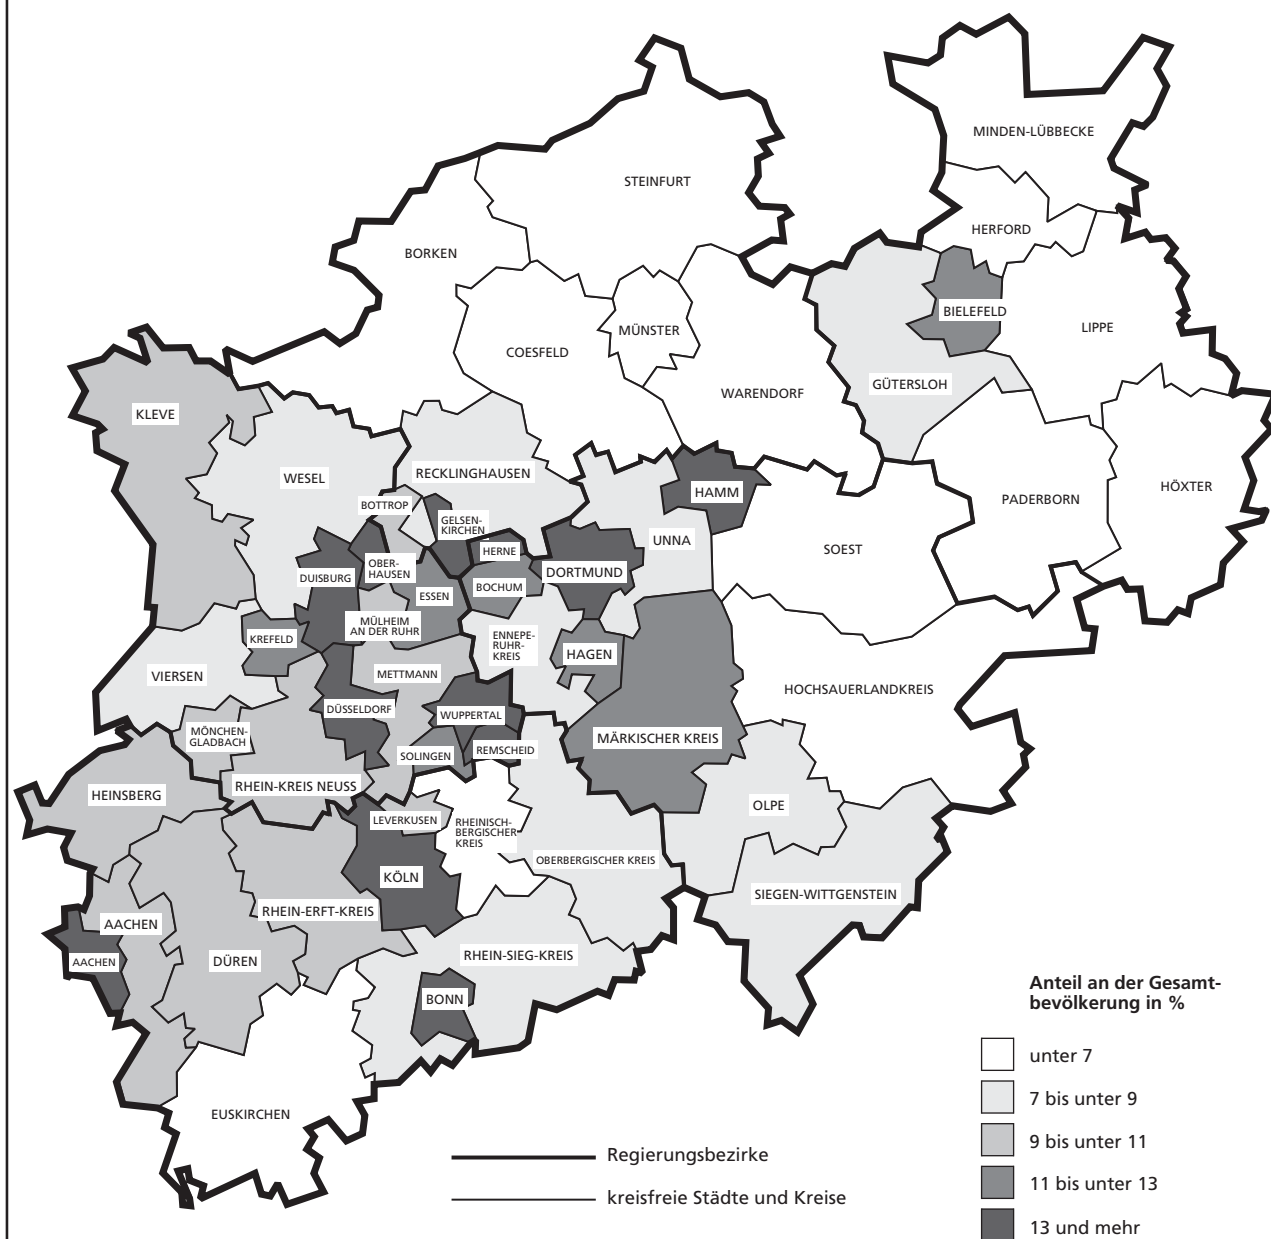 MINDEN-LÜBBECKE
STEINFURT
HERFORD
BORKEN
BIELEFELD
LIPPE
MÜNSTER
COESFELD
GÜTERSLOH
WARENDORF
KLEVE
RECKLINGHAUSEN
WESEL
HÖXTER
HAMM
PADERBORN
BOTTROP
GELSEN-
KIRCHEN
UNNA
SOEST
HERNE
OBER-
HAUSEN
DORTMUND
DUISBURG
BOCHUM
ESSEN
MÜLHEIM
AN DER RUHR
KREFELD
ENNEPE-
RUHR-
KREIS
HAGEN
METTMANN
VIERSEN
HOCHSAUERLANDKREIS
DÜSSELDORF
WUPPERTAL
MÖNCHEN-
GLADBACH
MÄRKISCHER KREIS
REMSCHEID
SOLINGEN
RHEIN-KREIS NEUSS
HEINSBERG
OLPE
LEVERKUSEN
RHEINISCH-
BERGISCHER
KREIS
OBERBERGISCHER KREIS
KÖLN
SIEGEN-WITTGENSTEIN
RHEIN-ERFT-KREIS
AACHEN
RHEIN-SIEG-KREIS
AACHEN
DÜREN
BONN
EUSKIRCHEN
Anteil an der Gesamt-
bevölkerung in %
unter 7
7 bis unter 9
9 bis unter 11
11 bis unter 13
13 und mehr
Regierungsbezirke
kreisfreie Städte und Kreise